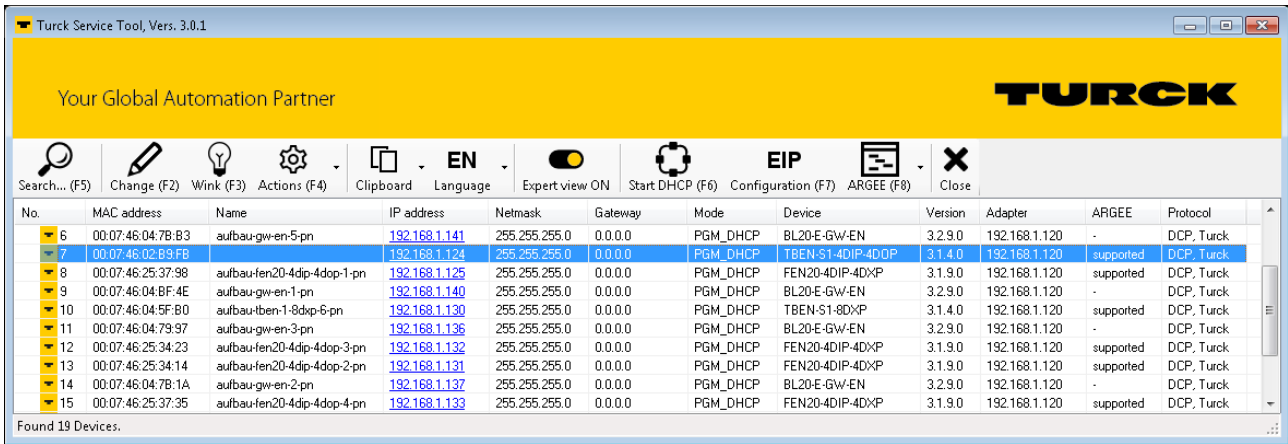 Turck Service Tool, Vers. 3.0.1
Your Global Automation Partner
TURCK
Search... (F5) Change (F2) Wink (F3) Actions (F4) Clipboard EN Language Expert view ON Start DHCP (F6) EIP Configuration (F7) ARGEE (F8) Close
No. MAC address Name IP address Netmask Gateway Mode Device Version Adapter ARGEE Protocol
6 00:07:46:04:7B:B3 aufbau-gw-en-5-pn 192.168.1.141 255.255.255.0 0.0.0.0 PGM_DHCP BL20-E-GW-EN 3.2.9.0 192.168.1.120 - DCP, Turck
7 00:07:46:02:B9:FB 192.168.1.124 255.255.255.0 0.0.0.0 PGM_DHCP TBEN-S1-4DIP-4DOP 3.1.4.0 192.168.1.120 supported DCP, Turck
8 00:07:46:25:37:98 aufbau-fen20-4dip-4dop-1-pn 192.168.1.125 255.255.255.0 0.0.0.0 PGM_DHCP FEN20-4DIP-4DXP 3.1.9.0 192.168.1.120 supported DCP, Turck
9 00:07:46:04:BF:4E aufbau-gw-en-1-pn 192.168.1.140 255.255.255.0 0.0.0.0 PGM_DHCP BL20-E-GW-EN 3.2.9.0 192.168.1.120 - DCP, Turck
10 00:07:46:04:5F:B0 aufbau-tben-1-8dxp-6-pn 192.168.1.130 255.255.255.0 0.0.0.0 PGM_DHCP TBEN-S1-8DXP 3.1.4.0 192.168.1.120 supported DCP, Turck
11 00:07:46:04:79:97 aufbau-gw-en-3-pn 192.168.1.136 255.255.255.0 0.0.0.0 PGM_DHCP BL20-E-GW-EN 3.2.9.0 192.168.1.120 - DCP, Turck
12 00:07:46:25:34:23 aufbau-fen20-4dip-4dop-3-pn 192.168.1.132 255.255.255.0 0.0.0.0 PGM_DHCP FEN20-4DIP-4DXP 3.1.9.0 192.168.1.120 supported DCP, Turck
13 00:07:46:25:34:14 aufbau-fen20-4dip-4dop-2-pn 192.168.1.131 255.255.255.0 0.0.0.0 PGM_DHCP FEN20-4DIP-4DXP 3.1.9.0 192.168.1.120 supported DCP, Turck
14 00:07:46:04:7B:1A aufbau-gw-en-2-pn 192.168.1.137 255.255.255.0 0.0.0.0 PGM_DHCP BL20-E-GW-EN 3.2.9.0 192.168.1.120 - DCP, Turck
15 00:07:46:25:37:35 aufbau-fen20-4dip-4dop-4-pn 192.168.1.133 255.255.255.0 0.0.0.0 PGM_DHCP FEN20-4DIP-4DXP 3.1.9.0 192.168.1.120 supported DCP, Turck
Found 19 Devices.